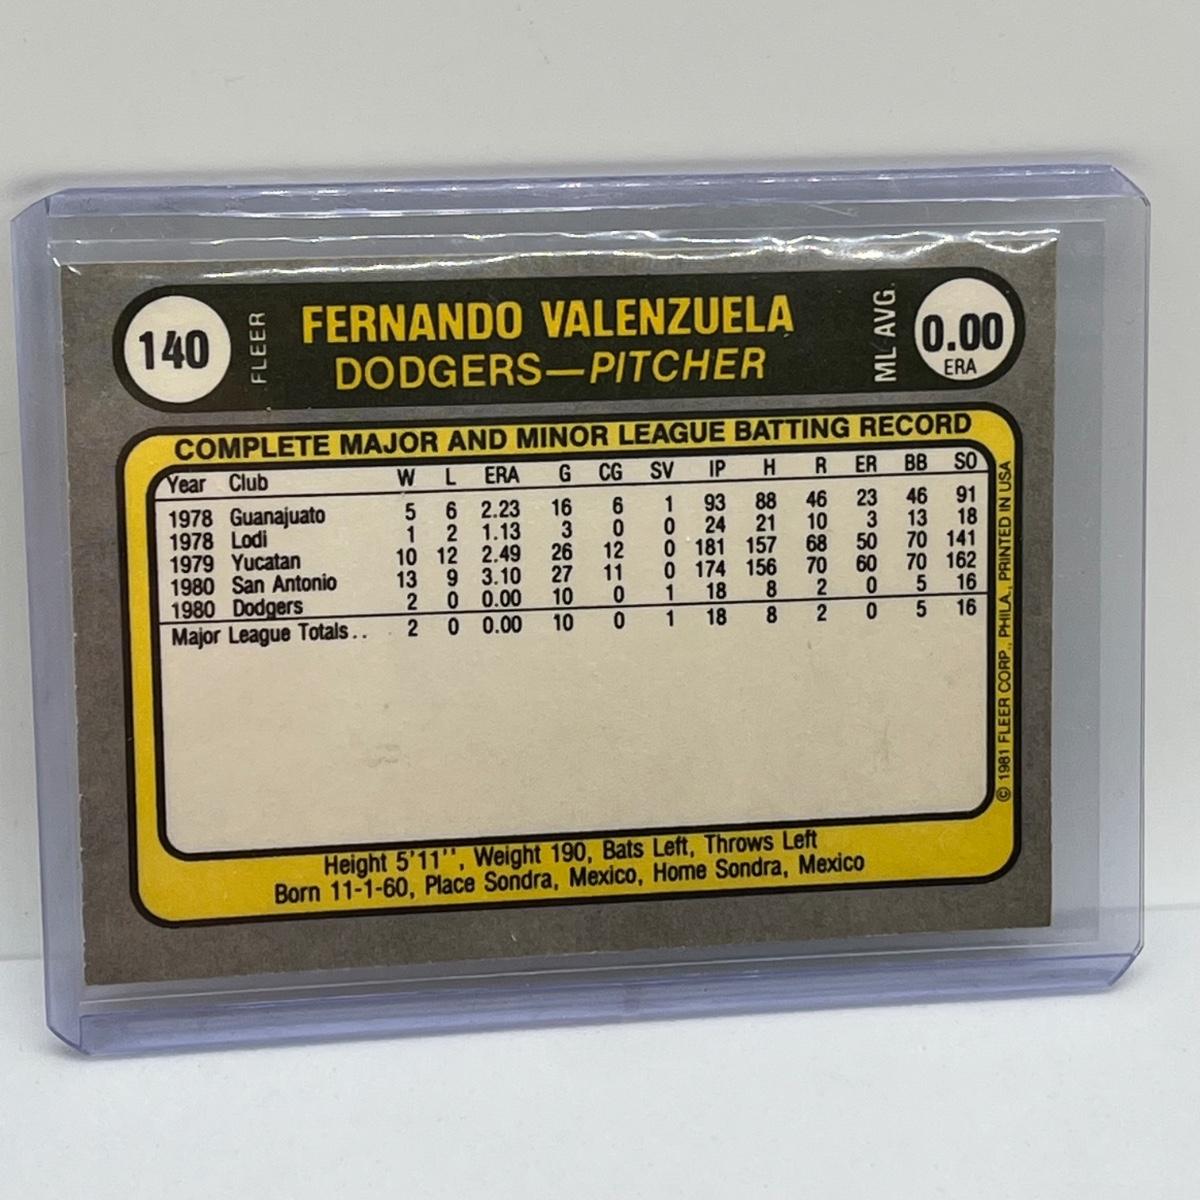 140
FLEER
FERNANDO VALENZUELA
DODGERS—PITCHER
ML AVG.
0.00
ERA
COMPLETE MAJOR AND MINOR LEAGUE BATTING RECORD
Year Club W L ERA G CG SV IP H R ER BB SO
1978 Guanajuato 5 6 2.23 16 6 1 93 88 46 23 46 91
1978 Lodi 1 2 1.13 3 0 0 24 21 10 3 13 18
1979 Yucatan 10 12 2.49 26 12 0 181 157 68 50 70 141
1980 San Antonio 13 9 3.10 27 11 0 174 156 70 60 70 162
1980 Dodgers 2 0 0.00 10 0 1 18 8 2 0 5 16
Major League Totals.. 2 0 0.00 10 0 1 18 8 2 0 5 16
Height 5'11'', Weight 190, Bats Left, Throws Left
Born 11-1-60, Place Sondra, Mexico, Home Sondra, Mexico
© 1981 FLEER CORP., PHILA., PRINTED IN USA